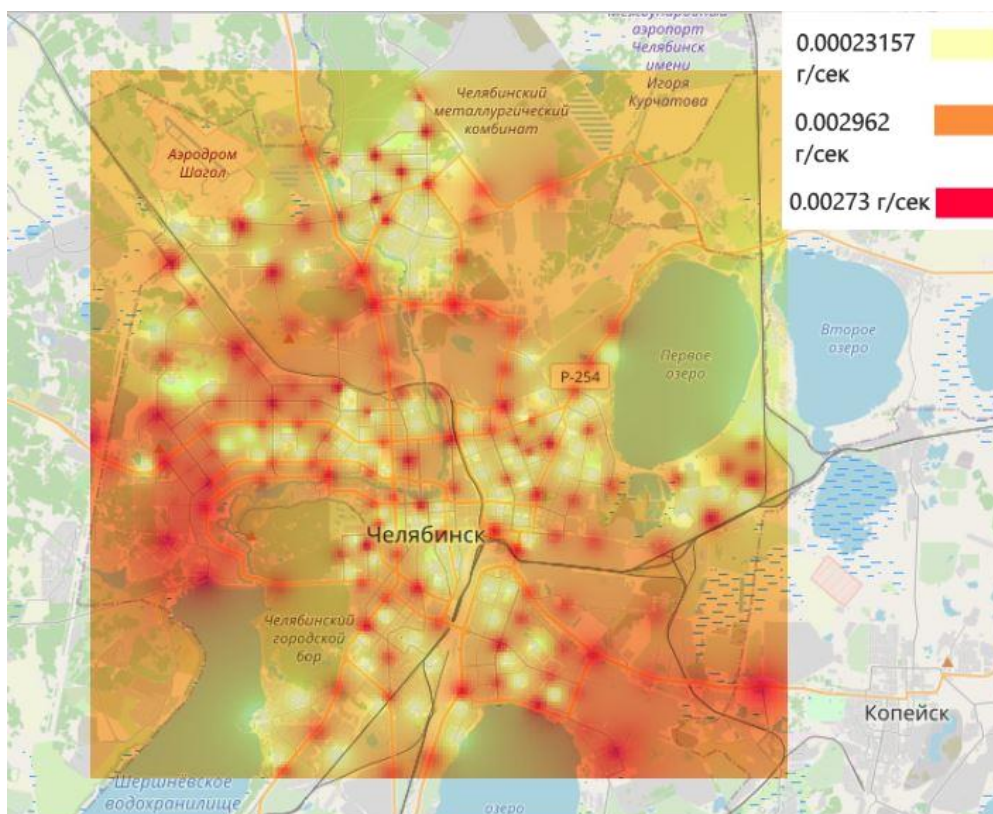 Международный
аэропорт
Челябинск
имени
Игоря
Курчатова
0.00023157
г/сек
0.002962
г/сек
0.00273 г/сек
Челябинский
металлургический
комбинат
Аэродром
Шагол
Второе
озеро
Первое
озеро
Р-254
Челябинск
Челябинский
городской
бор
Копейск
Шершнёвское
водохранилище
озеро